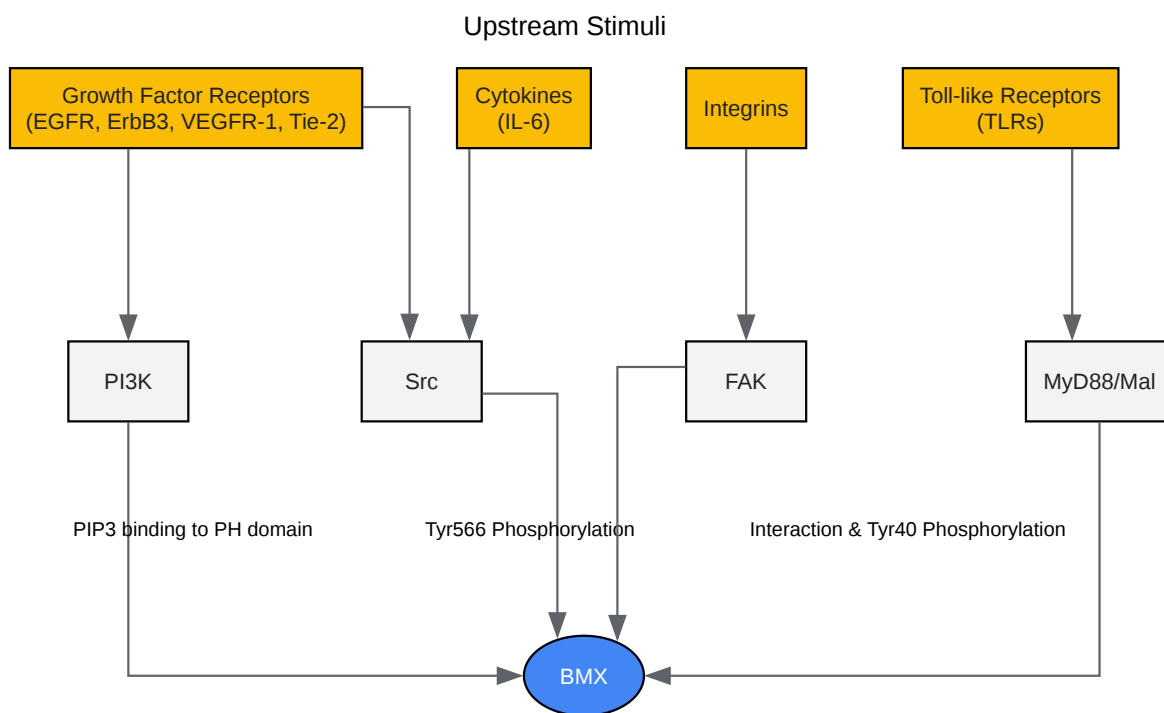 Upstream Stimuli
Growth Factor Receptors
(EGFR, ErbB3, VEGFR-1, Tie-2)
Cytokines
(IL-6)
Integrins
Toll-like Receptors
(TLRs)
PI3K
Src
FAK
MyD88/Mal
PIP3 binding to PH domain
Tyr566 Phosphorylation
Interaction & Tyr40 Phosphorylation
BMX